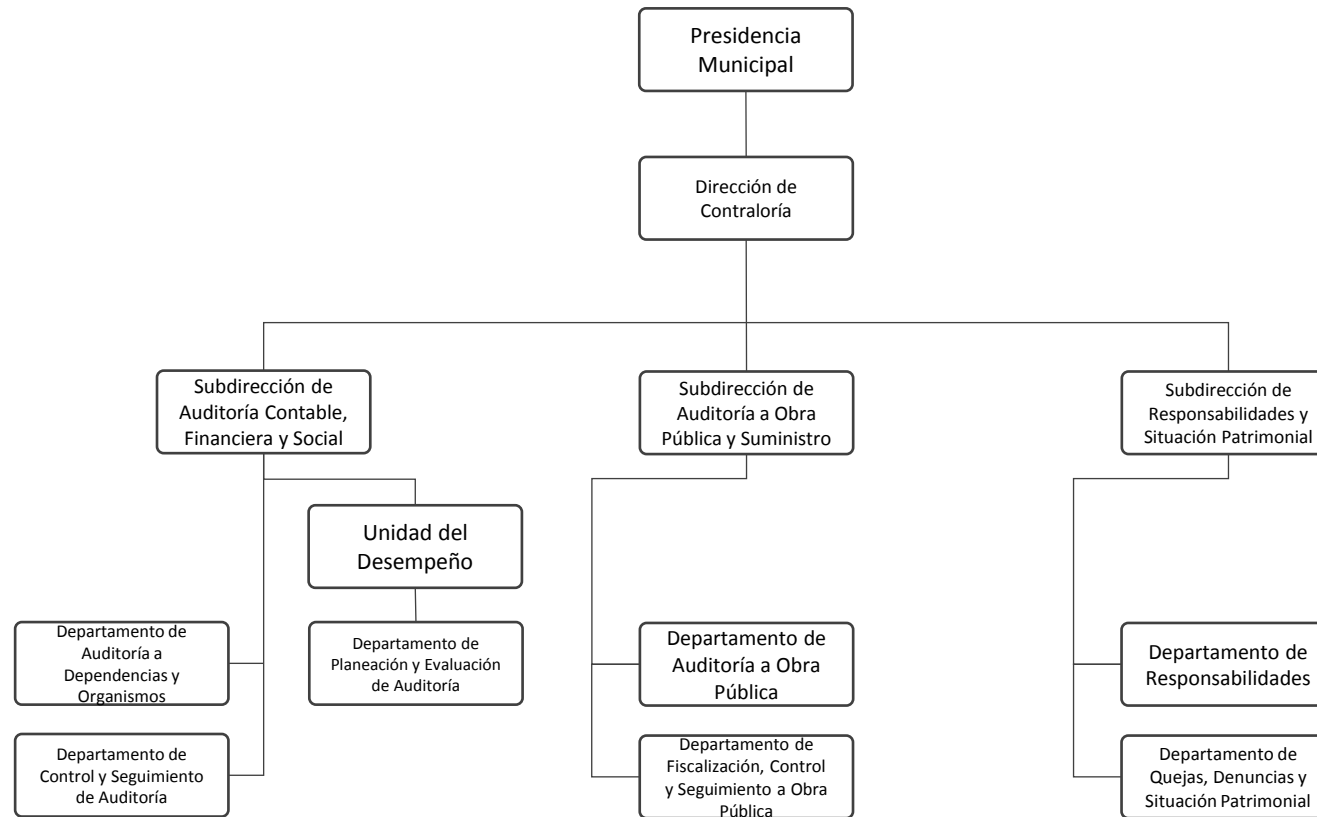 Presidencia
Municipal
Dirección de
Contraloría
Subdirección de
Auditoría Contable,
Financiera y Social
Subdirección de
Auditoría a Obra
Pública y Suministro
Subdirección de
Responsabilidades y
Situación Patrimonial
Unidad del
Desempeño
Departamento de
Auditoría a
Dependencias y
Organismos
Departamento de
Planeación y Evaluación
de Auditoría
Departamento de
Auditoría a Obra
Pública
Departamento de
Responsabilidades
Departamento de
Control y Seguimiento
de Auditoría
Departamento de
Fiscalización, Control
y Seguimiento a Obra
Pública
Departamento de
Quejas, Denuncias y
Situación Patrimonial